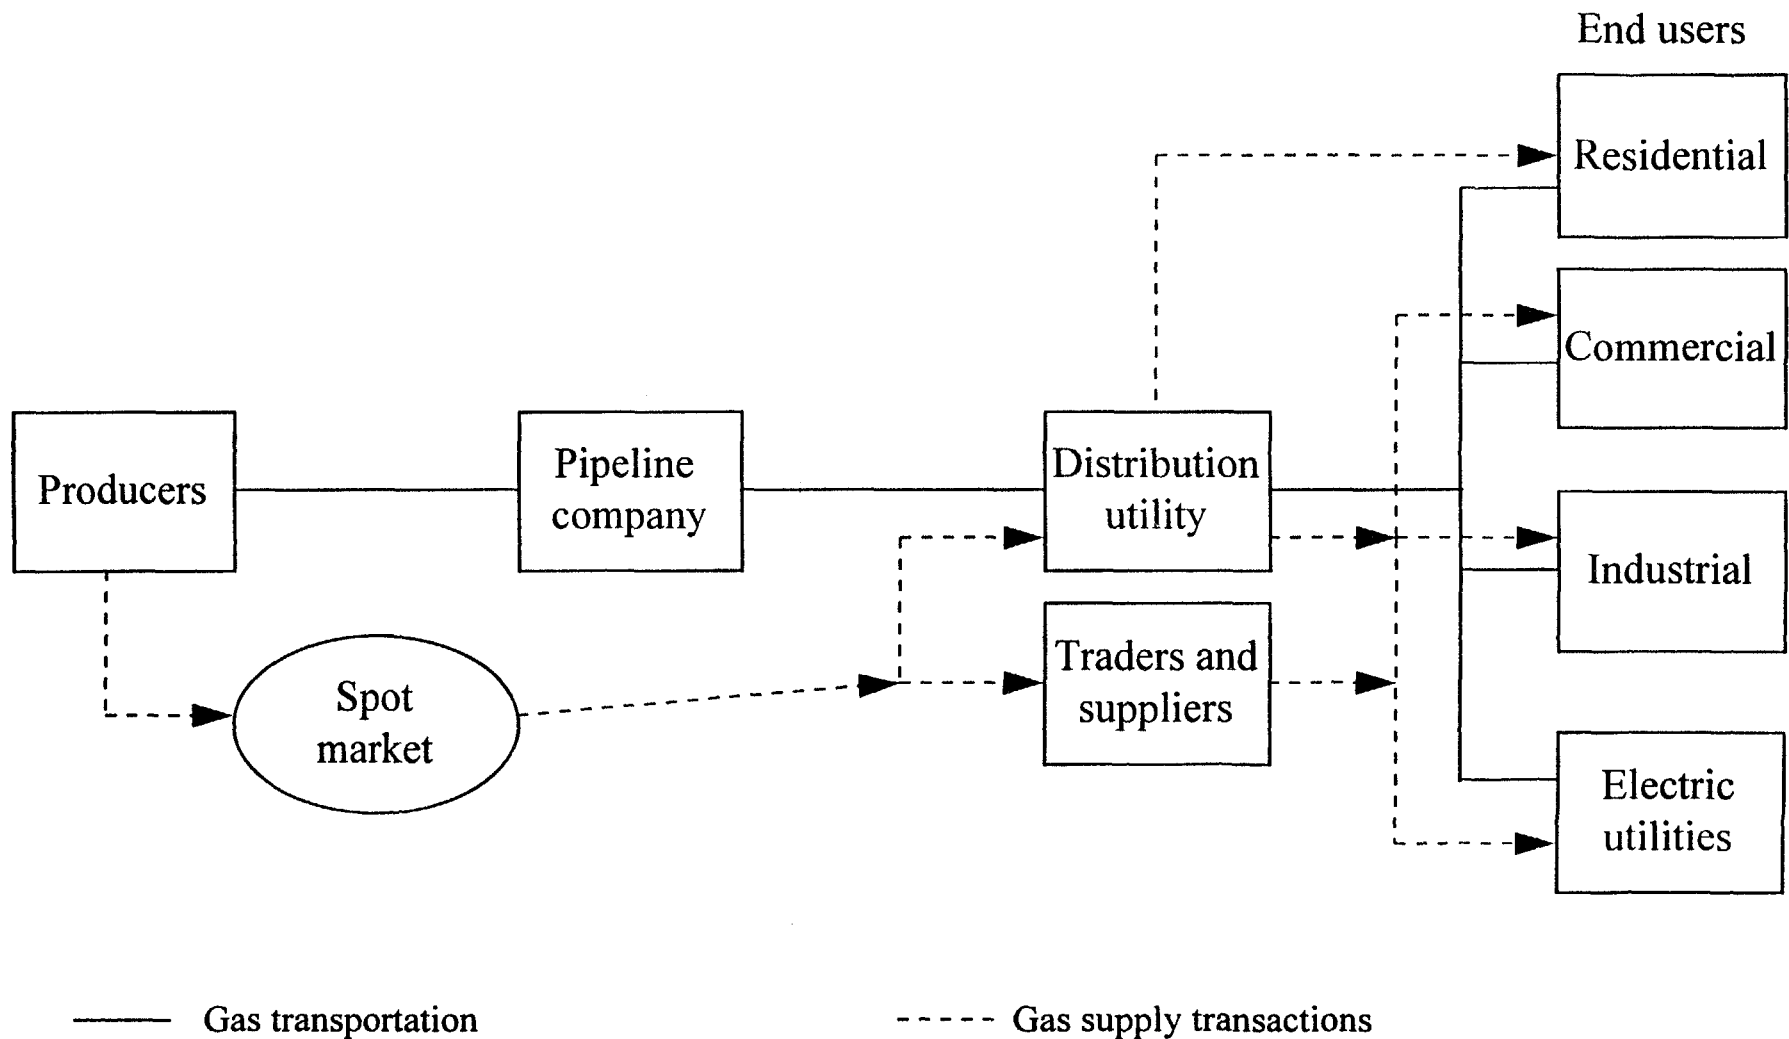 End users
Residential
Commercial
Producers
Pipeline
company
Distribution
utility
Industrial
Traders and
suppliers
Spot
market
Electric
utilities
Gas transportation
Gas supply transactions